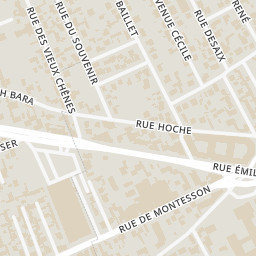 RUE DES VIEUX CHÊNES
RUE DU SOUVENIR
BAILLET
VENUE CÉCILE
RUE DESAIX
RENÉ
H BARA
RUE HOCHE
SER
RUE ÉMIL
RUE DE MONTESSON